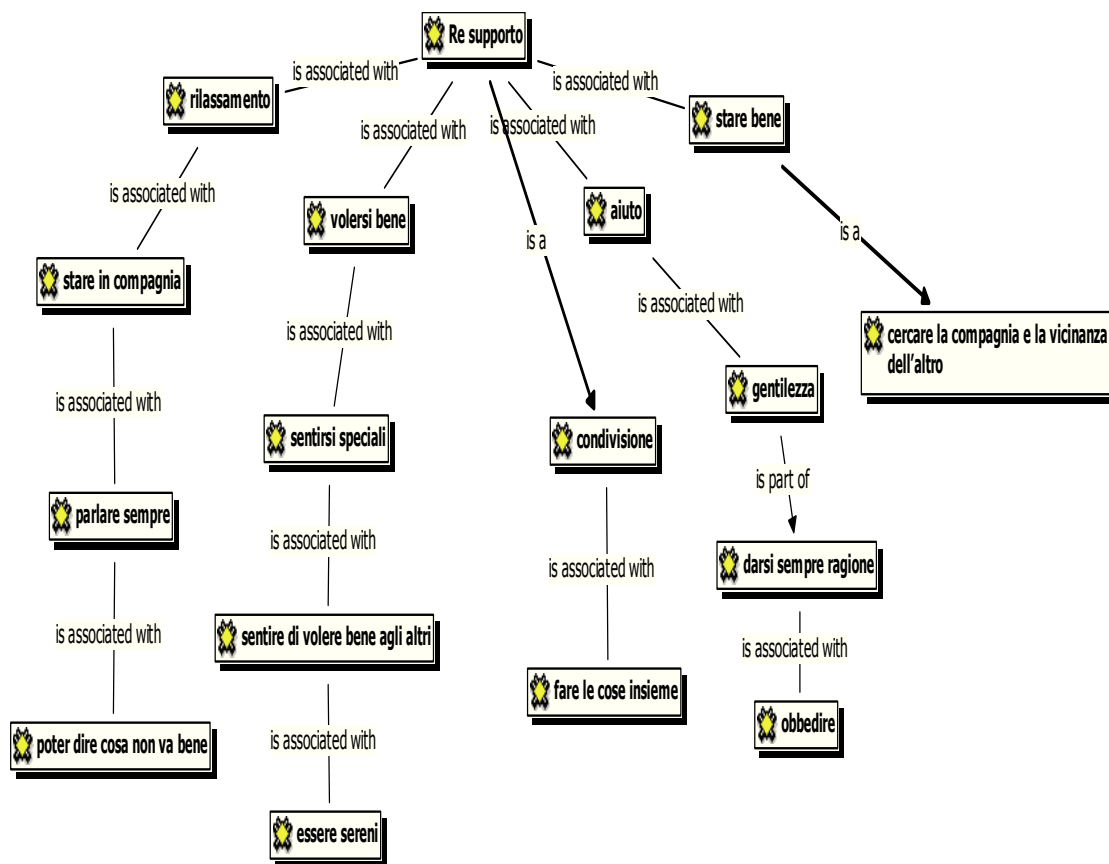 Re supporto
is associated with
is associated with
rilassamento
stare bene
is associated with
is associated with
is associated with
volersi bene
aiuto
is a
is a
stare in compagnia
is associated with
is associated with
cercare la compagnia e la vicinanza
dell'altro
gentilezza
is associated with
sentirsi speciali
condivisione
is part of
parlare sempre
is associated with
is associated with
darsi sempre ragione
is associated with
sentire di volere bene agli altri
is associated with
fare le cose insieme
obbedire
poter dire cosa non va bene
is associated with
essere sereni